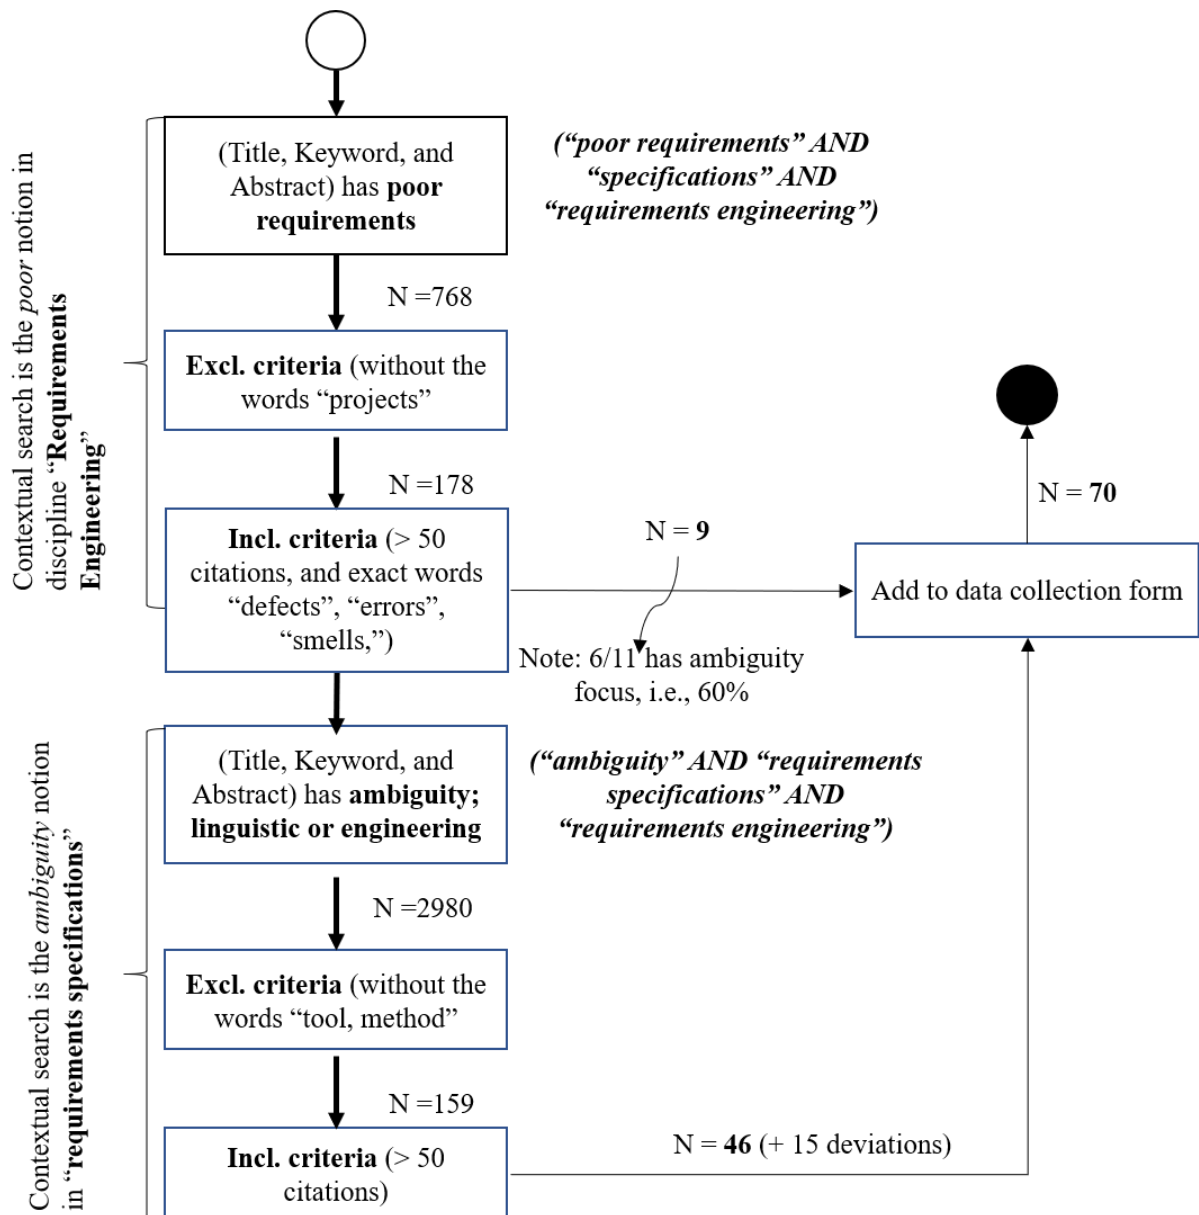 (Title, Keyword, and
Abstract) has poor
requirements
(“poor requirements” AND
“specifications” AND
“requirements engineering”)
Contextual search is the poor notion in
discipline “Requirements
Engineering”
N =768
Excl. criteria (without the
words “projects”
N =178
Incl. criteria (> 50
citations, and exact words
“defects”, “errors”,
“smells,”)
N = 9
Note: 6/11 has ambiguity
focus, i.e., 60%
N = 70
Add to data collection form
(Title, Keyword, and
Abstract) has ambiguity;
linguistic or engineering
(“ambiguity” AND “requirements
specifications” AND
“requirements engineering”)
Contextual search is the ambiguity notion
in “requirements specifications”
N =2980
Excl. criteria (without the
words “tool, method”
N =159
Incl. criteria (> 50
citations)
N = 46 (+ 15 deviations)